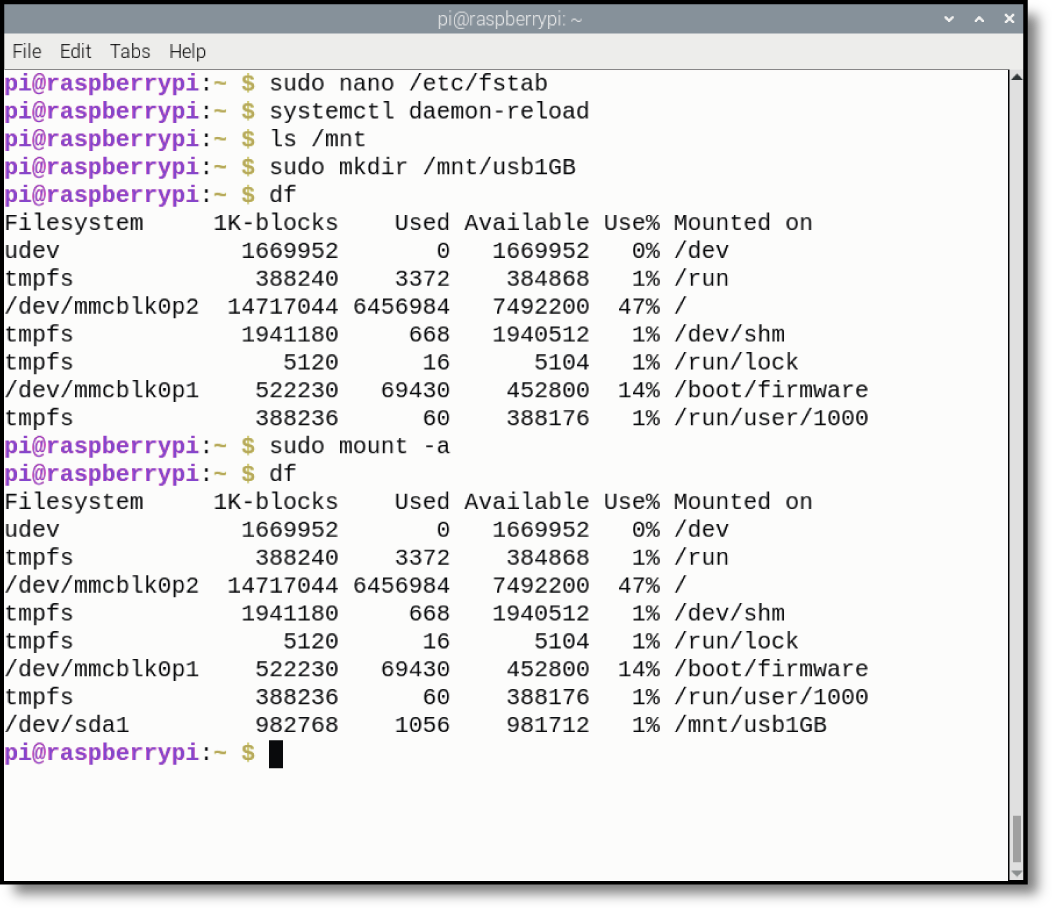 pi@raspberrypi: ~
File Edit Tabs Help
pi@raspberrypi:~ $ sudo nano /etc/fstab
pi@raspberrypi:~ $ systemctl daemon-reload
pi@raspberrypi:~ $ ls /mnt
pi@raspberrypi:~ $ sudo mkdir /mnt/usb1GB
pi@raspberrypi:~ $ df
Filesystem     1K-blocks    Used Available Use% Mounted on
udev             1669952       0   1669952   0% /dev
tmpfs             388240    3372    384868   1% /run
/dev/mmcblk0p2  14717044 6456984   7492200  47% /
tmpfs            1941180     668   1940512   1% /dev/shm
tmpfs               5120      16      5104   1% /run/lock
/dev/mmcblk0p1    522230   69430    452800  14% /boot/firmware
tmpfs             388236      60    388176   1% /run/user/1000
pi@raspberrypi:~ $ sudo mount -a
pi@raspberrypi:~ $ df
Filesystem     1K-blocks    Used Available Use% Mounted on
udev             1669952       0   1669952   0% /dev
tmpfs             388240    3372    384868   1% /run
/dev/mmcblk0p2  14717044 6456984   7492200  47% /
tmpfs            1941180     668   1940512   1% /dev/shm
tmpfs               5120      16      5104   1% /run/lock
/dev/mmcblk0p1    522230   69430    452800  14% /boot/firmware
tmpfs             388236      60    388176   1% /run/user/1000
/dev/sda1         982768    1056    981712   1% /mnt/usb1GB
pi@raspberrypi:~ $